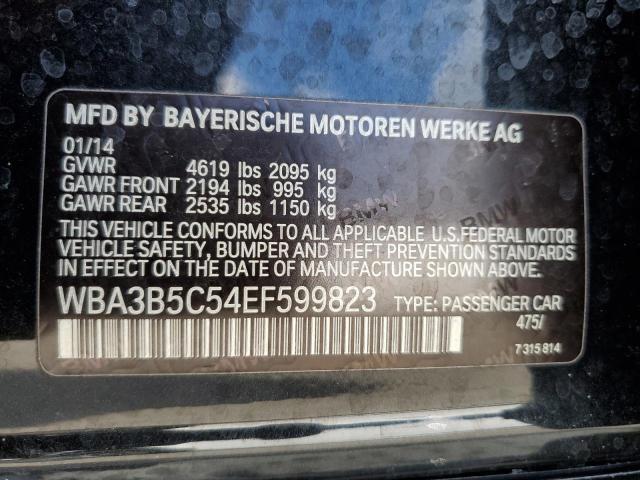 MFD BY BAYERISCHE MOTOREN WERKE AG
01/14
GVWR 4619 lbs 2095 kg
GAWR FRONT 2194 lbs 995 kg
GAWR REAR 2535 lbs 1150 kg
THIS VEHICLE CONFORMS TO ALL APPLICABLE U.S.FEDERAL MOTOR
VEHICLE SAFETY, BUMPER AND THEFT PREVENTION STANDARDS
IN EFFECT ON THE DATE OF MANUFACTURE SHOWN ABOVE.
WBA3B5C54EF599823 TYPE: PASSENGER CAR
475/
7 315 814
BMW
BMW
BMW